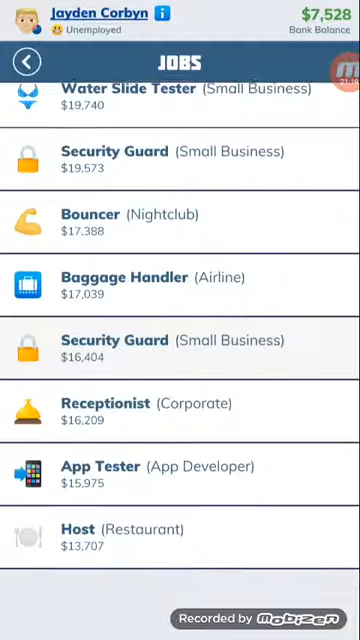 Jayden Corbyn i
Unemployed
$7,528
Bank Balance
JOBS
21:19
Water Slide Tester (Small Business)
$19,740
Security Guard (Small Business)
$19,573
Bouncer (Nightclub)
$17,388
Baggage Handler (Airline)
$17,039
Security Guard (Small Business)
$16,404
Receptionist (Corporate)
$16,209
App Tester (App Developer)
$15,975
Host (Restaurant)
$13,707
Recorded by mobizen